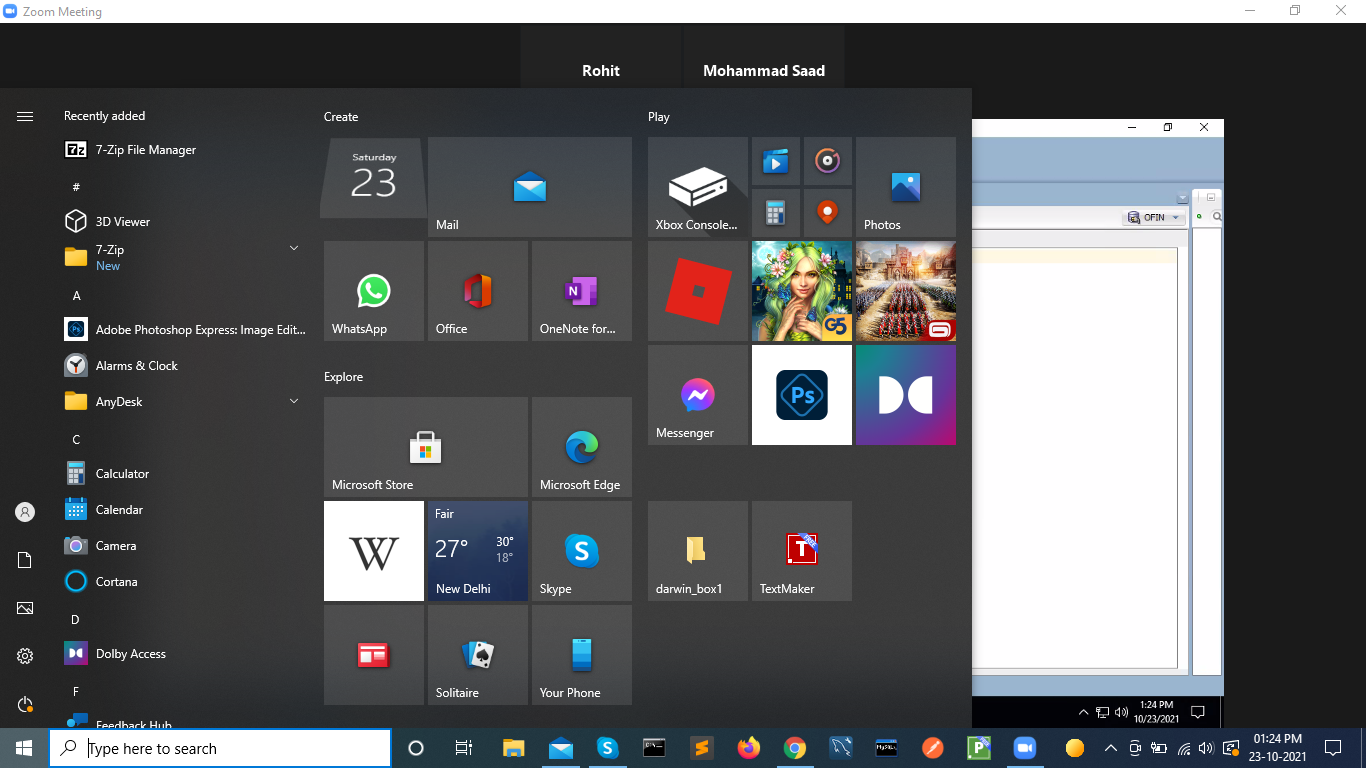 Zoom Meeting
Rohit
Mohammad Saad
Recently added
7-Zip File Manager
#
3D Viewer
7-Zip
New
A
Adobe Photoshop Express: Image Edit...
Alarms & Clock
AnyDesk
C
Calculator
Calendar
Camera
Cortana
D
Dolby Access
F
Feedback Hub
Create
Saturday
23
Mail
WhatsApp
Office
OneNote for...
Explore
Microsoft Store
Microsoft Edge
W
Fair
27°
30°
18°
New Delhi
Skype
Solitaire
Your Phone
Play
Xbox Console...
Photos
G5
Messenger
Ps
darwin_box1
TextMaker
OFIN
1:24 PM
10/23/2021
Type here to search
01:24 PM
23-10-2021